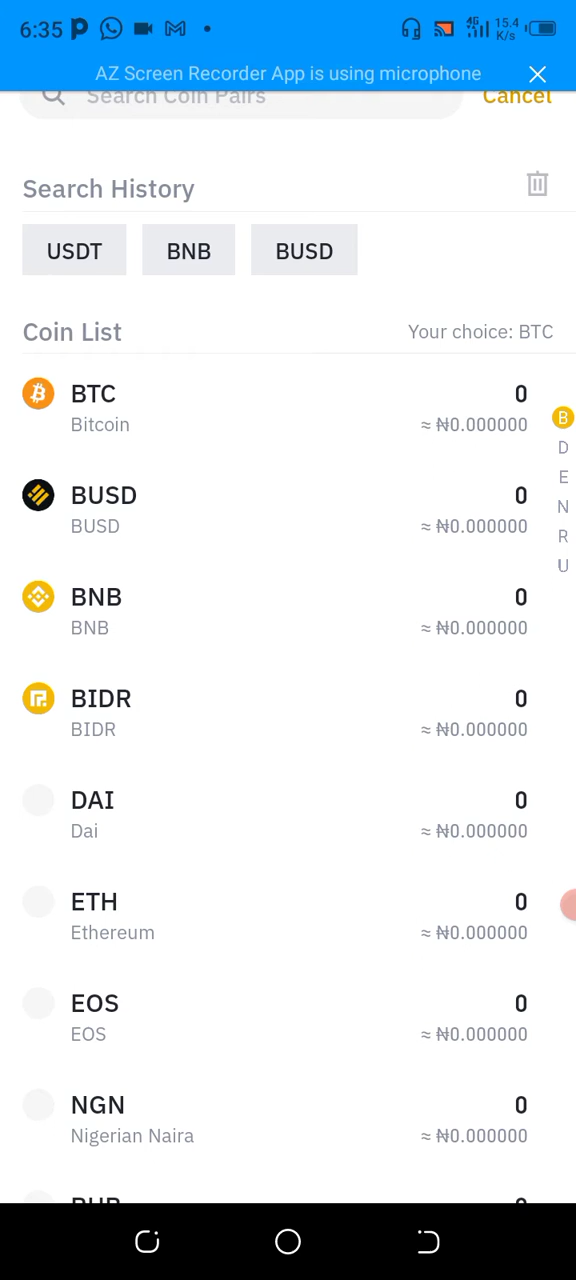 6:35
4G
15.4
K/s
AZ Screen Recorder App is using microphone
Search Coin Pairs
Cancel
Search History
USDT BNB BUSD
Coin List
Your choice: BTC
BTC 0
Bitcoin ≈ ₦0.000000
B
D
E
N
R
U
BUSD 0
BUSD ≈ ₦0.000000
BNB 0
BNB ≈ ₦0.000000
BIDR 0
BIDR ≈ ₦0.000000
DAI 0
Dai ≈ ₦0.000000
ETH 0
Ethereum ≈ ₦0.000000
EOS 0
EOS ≈ ₦0.000000
NGN 0
Nigerian Naira ≈ ₦0.000000